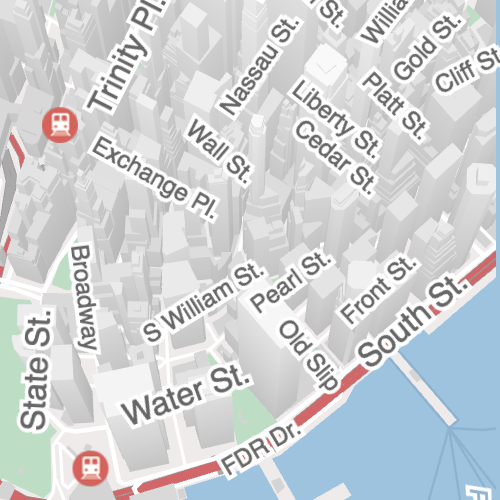 Trinity Pl.
St.
Nassau St.
Gold St.
Cliff St
Platt St.
Liberty St.
Cedar St.
Wall St.
Exchange Pl.
Broadway
State St.
S William St.
Pearl St.
Front St.
Old Slip
South St.
Water St.
FDR Dr.